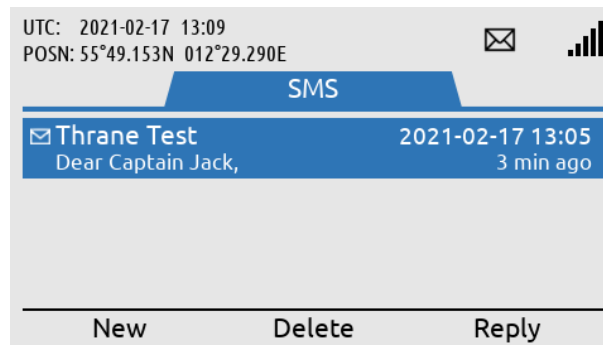 UTC: 2021-02-17 13:09
POSN: 55°49.153N 012°29.290E
SMS
Thrane Test 2021-02-17 13:05
Dear Captain Jack, 3 min ago
New Delete Reply